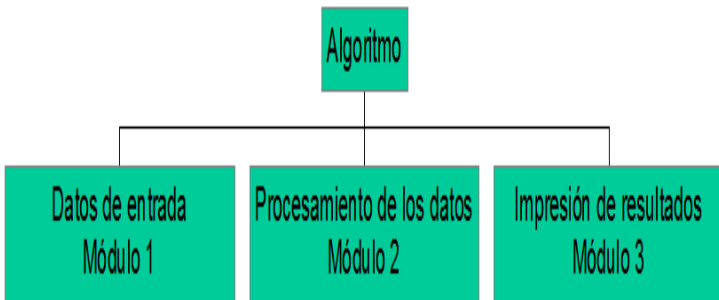 Algoritmo
Datos de entrada
Módulo 1
Procesamiento de los datos
Módulo 2
Impresión de resultados
Módulo 3